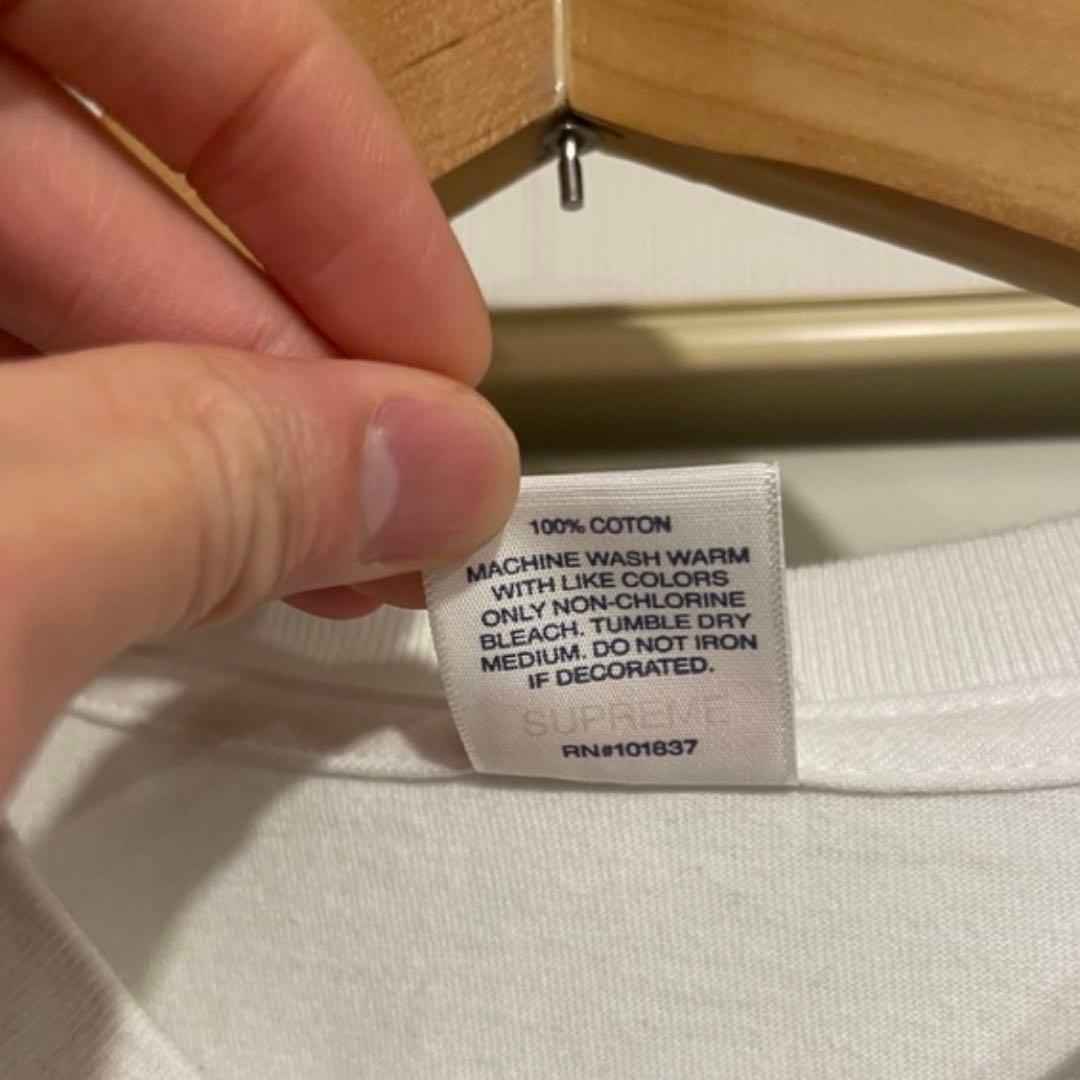 100% COTON
MACHINE WASH WARM
WITH LIKE COLORS
ONLY NON-CHLORINE
BLEACH. TUMBLE DRY
MEDIUM. DO NOT IRON
IF DECORATED.
SUPREME
RN#101837